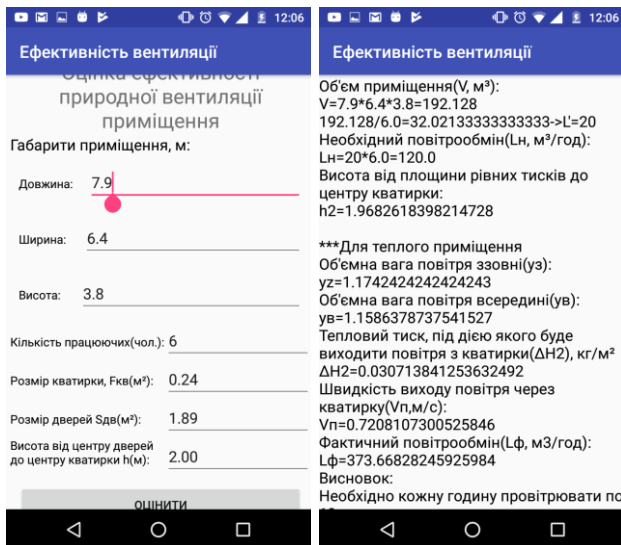 12:06
Ефективність вентиляції
Оцінка ефективності
природної вентиляції
приміщення
Габарити приміщення, м:
Довжина: 7.9
Ширина: 6.4
Висота: 3.8
Кількість працюючих(чол.): 6
Розмір кватирки, Fкв(м²): 0.24
Розмір дверей Sдв(м²): 1.89
Висота від центру дверей
до центру кватирки h(м): 2.00
ОЦІНИТИ
12:06
Ефективність вентиляції
Об'єм приміщення(V, м³):
V=7.9*6.4*3.8=192.128
192.128/6.0=32.02133333333333->L'=20
Необхідний повітрообмін(Lн, м³/год):
Lн=20*6.0=120.0
Висота від площини рівних тисків до
центру кватирки:
h2=1.9682618398214728
***Для теплого приміщення
Об'ємна вага повітря ззовні(γз):
γz=1.1742424242424243
Об'ємна вага повітря всередині(γв):
γв=1.1586378737541527
Тепловий тиск, під дією якого буде
виходити повітря з кватирки(ΔН2), кг/м²
ΔН2=0.030713841253632492
Швидкість виходу повітря через
кватирку(Vп,м/с):
Vп=0.7208107300525846
Фактичний повітрообмін(Lф, м3/год):
Lф=373.66828245925984
Висновок:
Необхідно кожну годину провітрювати по